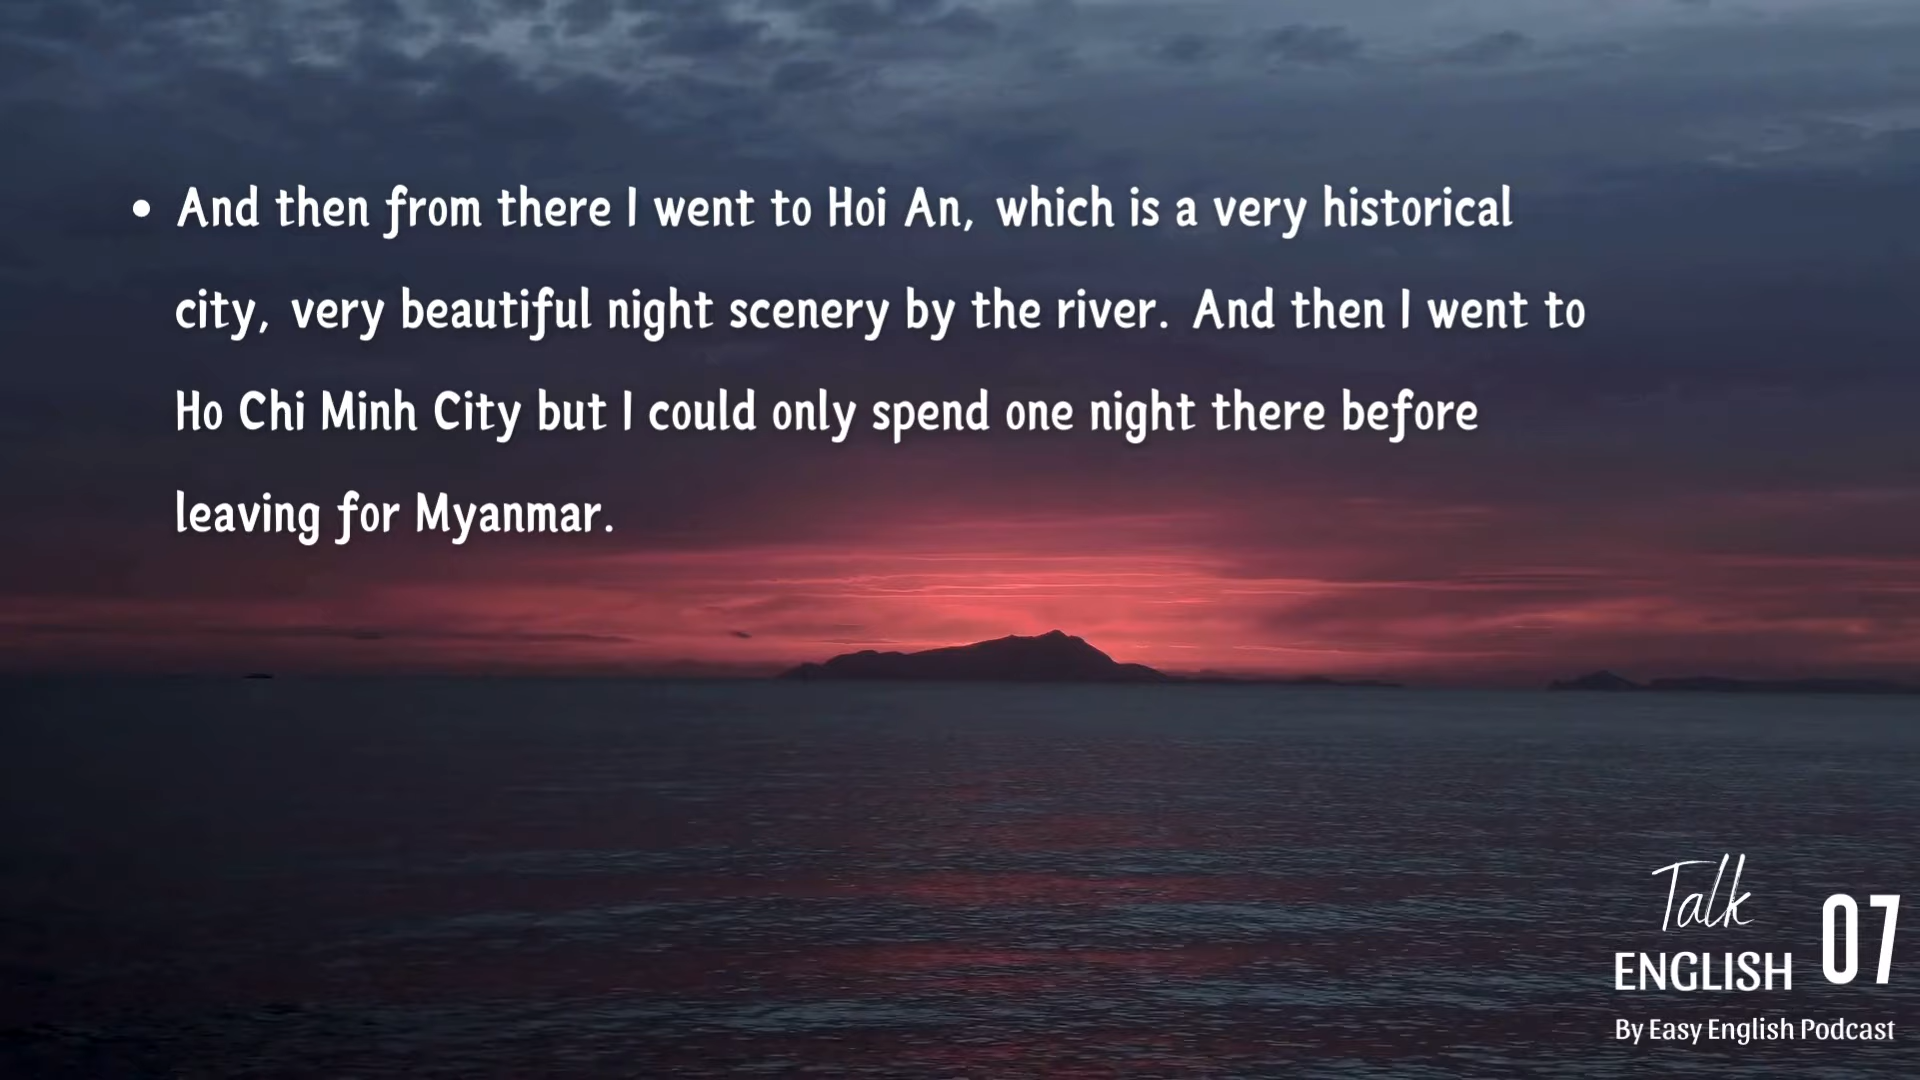 • And then from there I went to Hoi An, which is a very historical
city, very beautiful night scenery by the river. And then I went to
Ho Chi Minh City but I could only spend one night there before
leaving for Myanmar.
Talk
ENGLISH 07
By Easy English Podcast